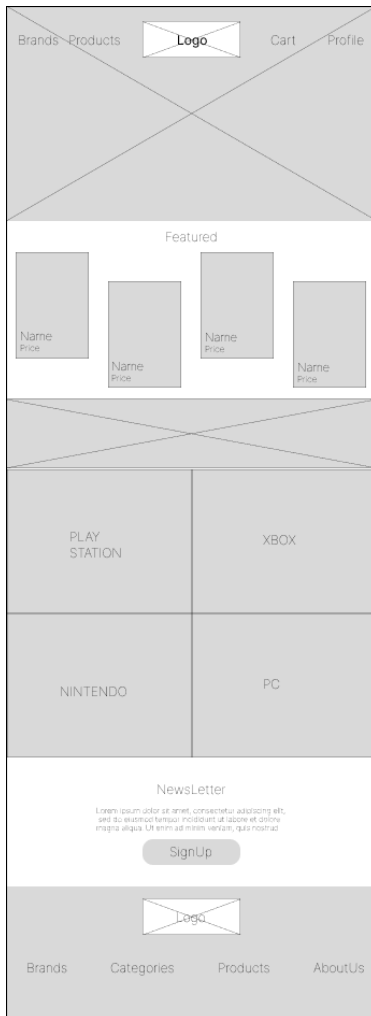 Brands Products Logo Cart Profile
Featured
Name
Price
Name
Price
Name
Price
Name
Price
PLAY
STATION
XBOX
NINTENDO
PC
NewsLetter
Lorem ipsum dolor sit amet, consectetur adipiscing elit,
sed do eiusmod tempor incididunt ut labore et dolore
magna aliqua. Ut enim ad minim veniam, quis nostrud
SignUp
Logo
Brands Categories Products AboutUs